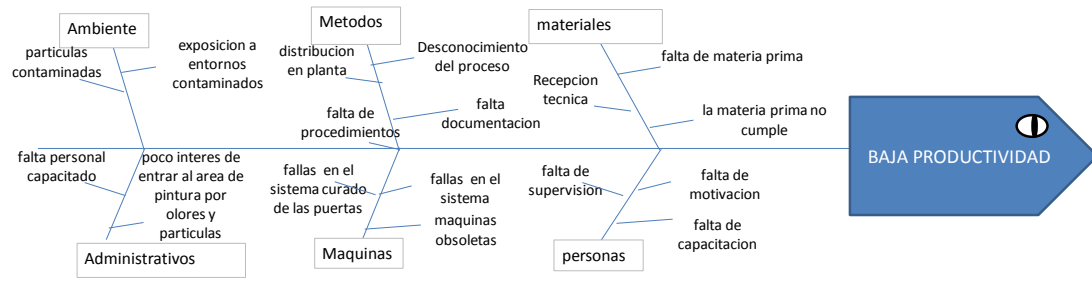 Ambiente
Metodos
materiales
particulas
contaminadas
exposicion a
entornos
contaminados
distribucion
en planta
Desconocimiento
del proceso
falta de
procedimientos
falta
documentacion
Recepcion
tecnica
falta de materia prima
la materia prima no
cumple
BAJA PRODUCTIVIDAD
falta personal
capacitado
poco interes de
entrar al area de
pintura por
olores y
particulas
fallas en el
sistema curado
de las puertas
fallas en el
sistema
maquinas
obsoletas
falta de
supervision
falta de
motivacion
falta de
capacitacion
Administrativos
Maquinas
personas